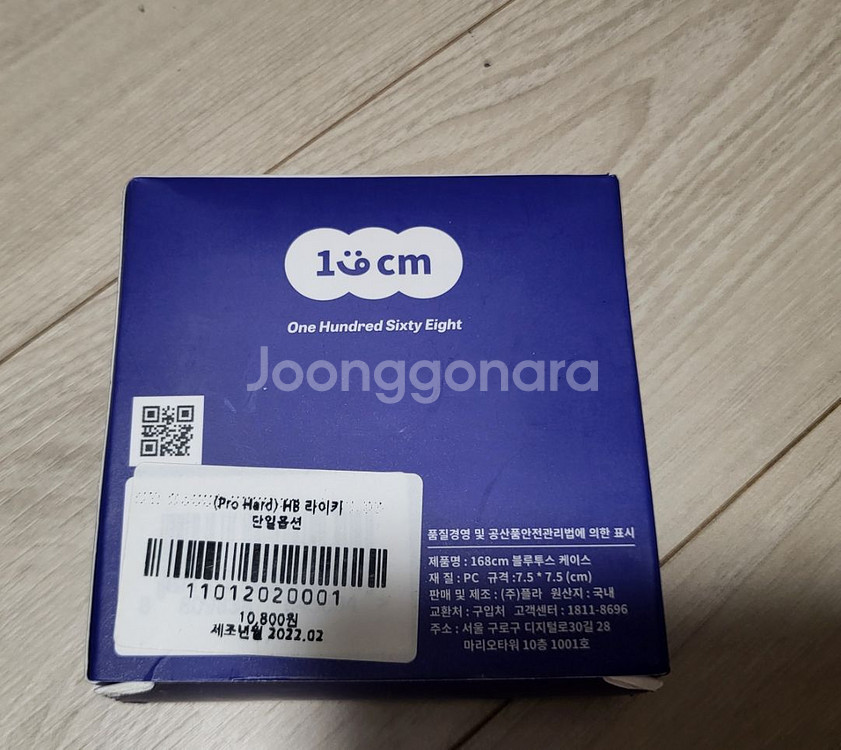 1 cm
One Hundred Sixty Eight
Joonggonara
(Pro Hard) HB 라이카
단일옵션
11012020001
10,800원
제조년월 2022.02
품질경영 및 공산품안전관리법에 의한 표시
제품명 : 168cm 블루투스 케이스
재 질 : PC 규격 :7.5 * 7.5 (cm)
판매 및 제조 : (주)플라 원산지 : 국내
교환처 : 구입처 고객센터 : 1811-8696
주소 : 서울 구로구 디지털로30길 28
마리오타워 10층 1001호